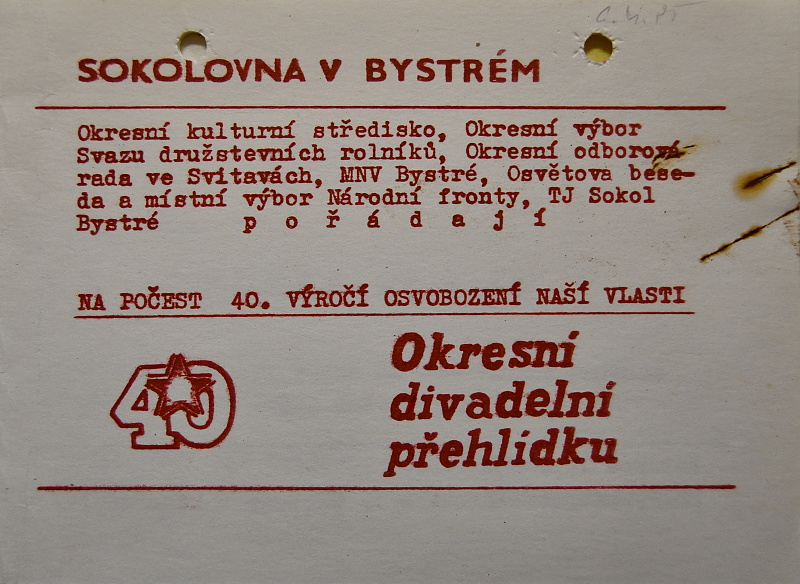 SOKOLOVNA V BYSTRÉM
Okresní kulturní středisko, Okresní výbor
Svazu družstevních rolníků, Okresní odborová
rada ve Svitavách, MNV Bystré, Osvětova bese-
da a místní výbor Národní fronty, TJ Sokol
Bystré p o ř á d a j í
NA POČEST 40. VÝROČÍ OSVOBOZENÍ NAŠÍ VLASTI
40
Okresní
divadelní
přehlídku